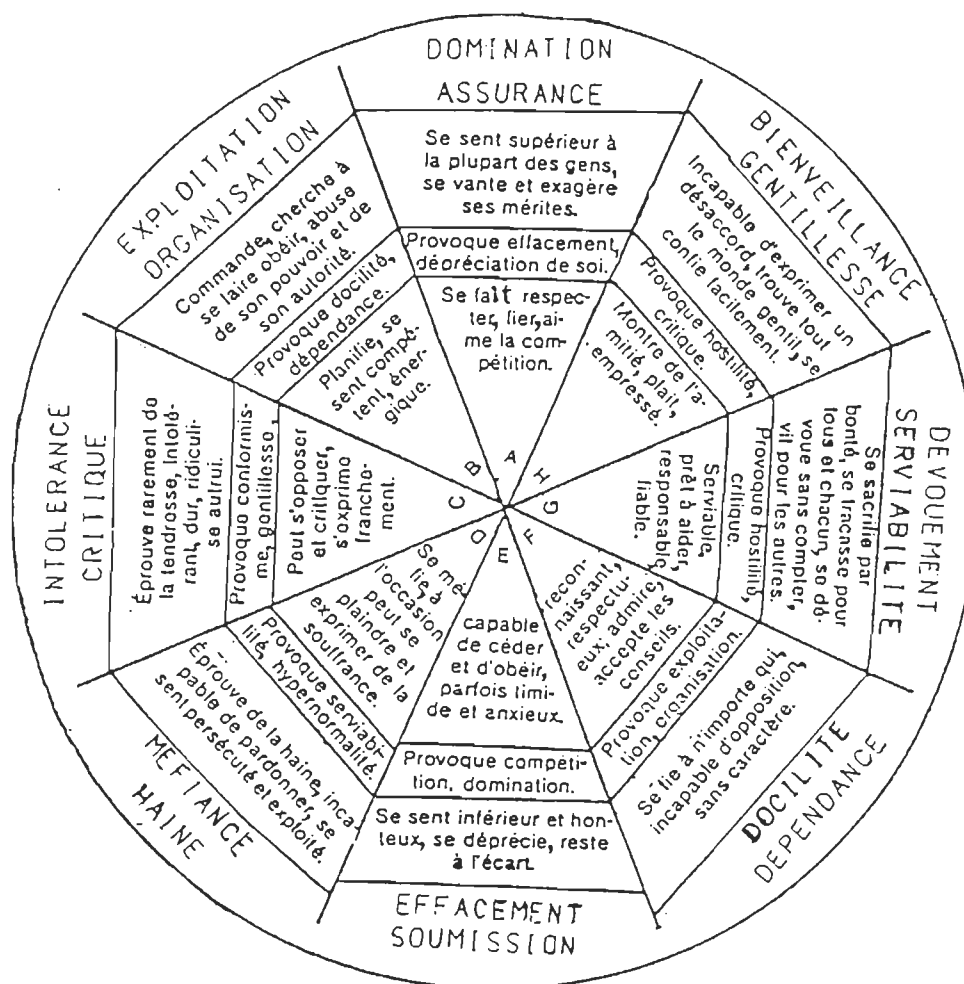 DOMINATION
ASSURANCE
Se sent supérieur à
la plupart des gens,
se vante et exagère
ses mérites.
Provoque effacement,
dépréciation de soi.
Se fait respec-
ter, fier, ai-
me la com-
pétition.
A
BIENVEILLANCE
GENTILLESSE
Incapable d'exprimer un
désaccord, trouve tout
le monde gentil, se
confie facilement.
Provoque hostilité,
critique.
Montre de l'a-
mitié, plait,
empressé.
H
DEVOUEMENT
SERVIABILITE
Se sacrifie par
bonté, se tracasse pour
tous et chacun, se dé-
voue sans compter,
vit pour les autres.
Provoque hostilité,
critique.
Serviable,
prêt à aider,
responsable,
fiable.
G
DOCILITE
DEPENDANCE
Se fie à n'importe qui,
incapable d'opposition,
sans caractère.
Provoque exploita-
tion, organisation.
recon-
naissant,
respectu-
eux, admire,
accepte les
conseils.
F
E
capable
de céder
et d'obéir,
parfois timi-
de et anxieux.
Provoque compéti-
tion, domination.
Se sent inférieur et hon-
teux, se déprécie, reste
à l'écart.
EFFACEMENT
SOUMISSION
D
Se mé-
fie, à
l'occasion
peut se
plaindre et
exprimer de la
souffrance.
Provoque serviabi-
lité, hypernormalité.
Éprouve de la haine, inca-
pable de pardonner, se
sent persécuté et exploité.
MEFIANCE
HAINE
INTOLERANCE
CRITIQUE
Éprouve rarement de
la tendresse, intolé-
rant, dur, ridiculi-
se autrui.
Provoque conformis-
me, gentillesse,
Peut s'opposer
et critiquer,
s'exprime
franche-
ment.
C
EXPLOITATION
ORGANISATION
Commande, cherche à
se faire obéir, abuse
de son pouvoir et de
son autorité.
Provoque docilité,
dépendance.
Planifie, se
sent compé-
tent, éner-
gique.
B